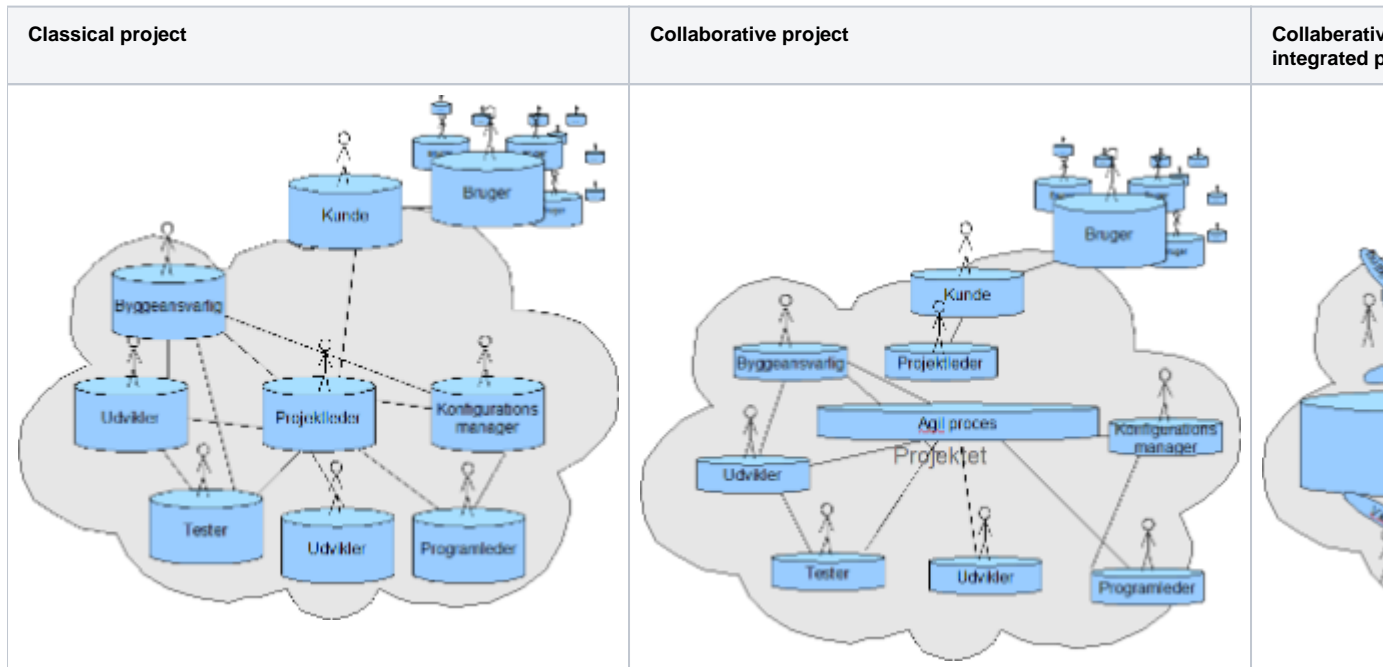 Classical project
Collaborative project
Collaberativ
integrated p
Bruger
Kunde
Byggeansvarlig
Udvikler
Projektleder
Konfigurations
manager
Tester
Udvikler
Programleder
Bruger
Kunde
Projektleder
Byggeansvarlig
Agil proces
Konfigurations
manager
Projektet
Udvikler
Tester
Udvikler
Programleder